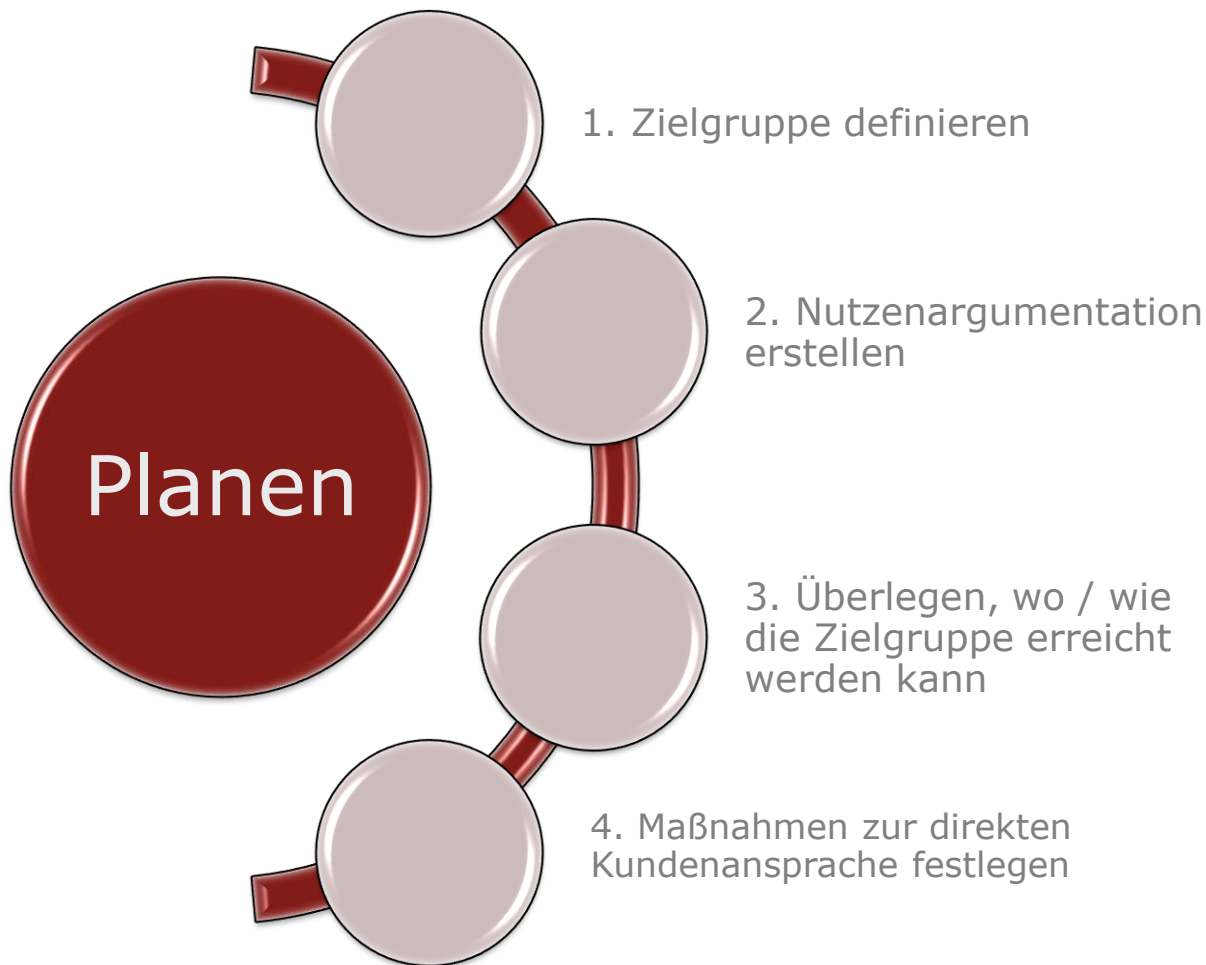 Planen
1. Zielgruppe definieren
2. Nutzenargumentation
erstellen
3. Überlegen, wo / wie
die Zielgruppe erreicht
werden kann
4. Maßnahmen zur direkten
Kundenansprache festlegen